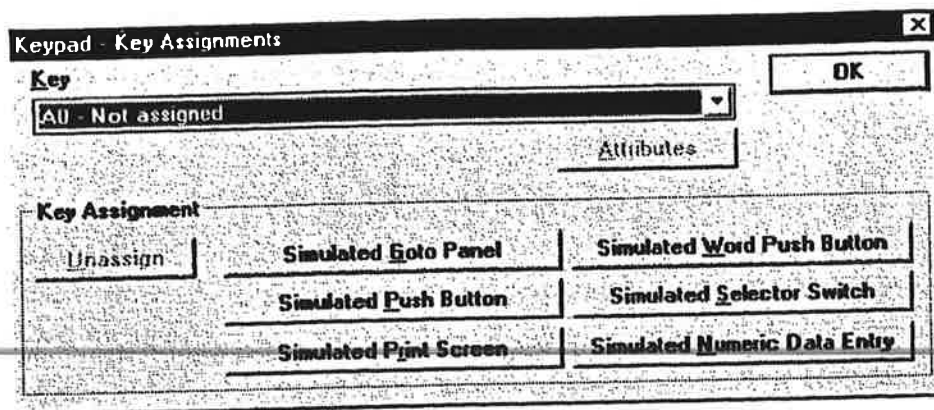 Keypad - Key Assignments
Key
OK
A0 - Not assigned
Attributes
Key Assignment
Unassign
Simulated Goto Panel
Simulated Word Push Button
Simulated Push Button
Simulated Selector Switch
Simulated Print Screen
Simulated Numeric Data Entry